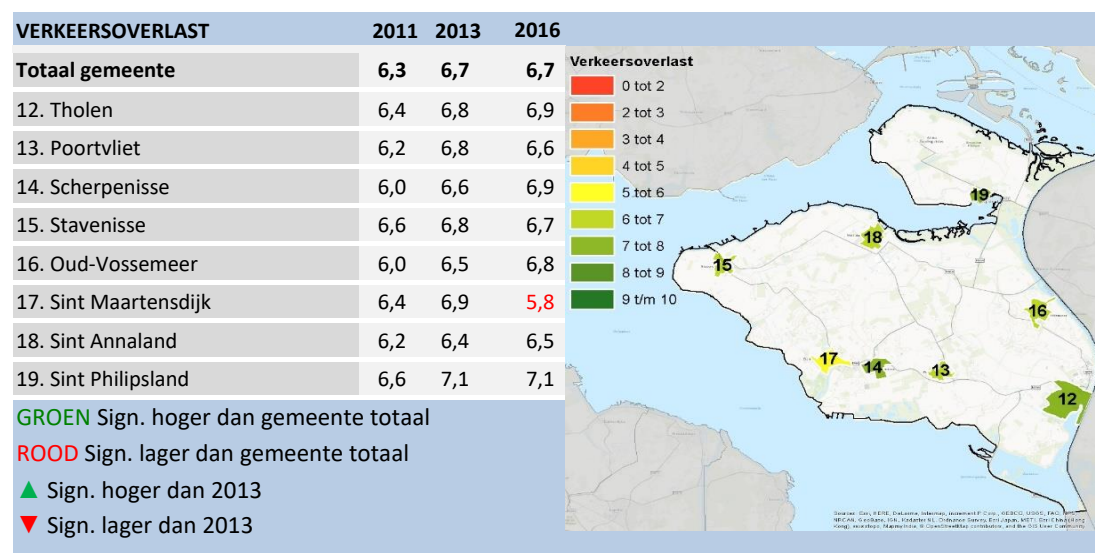 VERKEERSOVERLAST 2011 2013 2016
Totaal gemeente 6,3 6,7 6,7
12. Tholen 6,4 6,8 6,9
13. Poortvliet 6,2 6,8 6,6
14. Scherpenisse 6,0 6,6 6,9
15. Stavenisse 6,6 6,8 6,7
16. Oud-Vossemeer 6,0 6,5 6,8
17. Sint Maartensdijk 6,4 6,9 5,8
18. Sint Annaland 6,2 6,4 6,5
19. Sint Philipsland 6,6 7,1 7,1
GROEN Sign. hoger dan gemeente totaal
ROOD Sign. lager dan gemeente totaal
▲ Sign. hoger dan 2013
▼ Sign. lager dan 2013
Verkeersoverlast
0 tot 2
2 tot 3
3 tot 4
4 tot 5
5 tot 6
6 tot 7
7 tot 8
8 tot 9
9 t/m 10
19
18
15
16
17
14
13
12